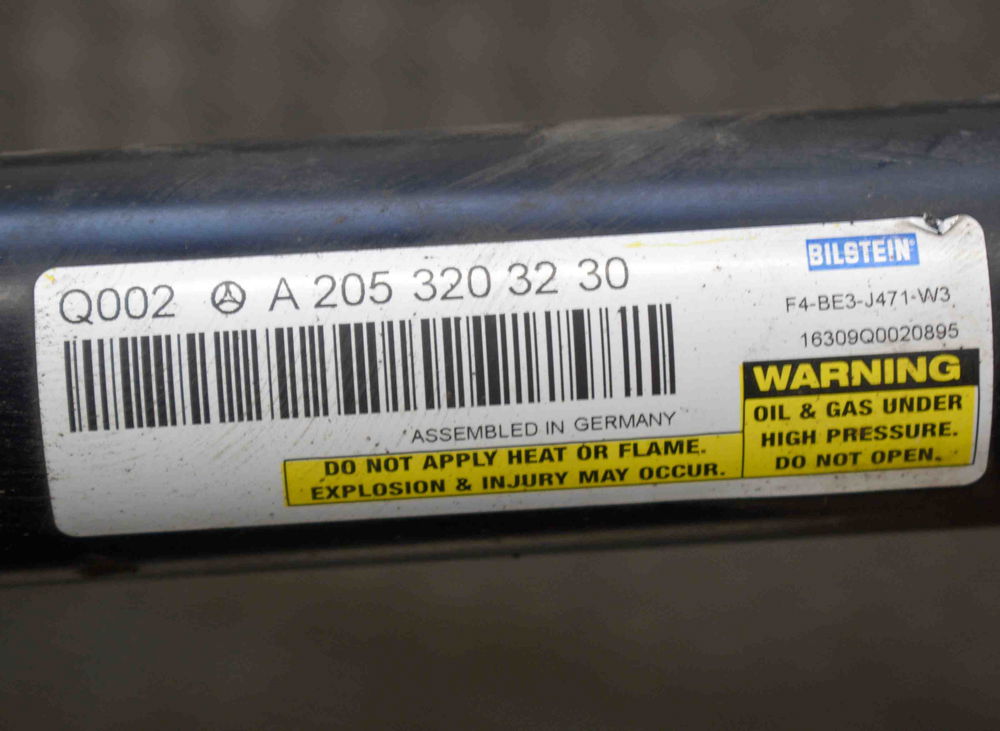 Q002 A 205 320 32 30
BILSTEIN®
F4-BE3-J471-W3
16309Q0020895
ASSEMBLED IN GERMANY
WARNING
OIL & GAS UNDER
HIGH PRESSURE.
DO NOT OPEN.
DO NOT APPLY HEAT OR FLAME.
EXPLOSION & INJURY MAY OCCUR.